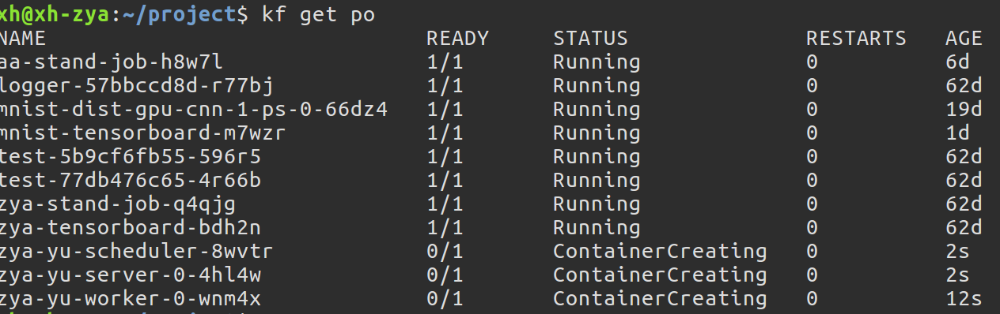 xh@xh-zya:~/project$ kf get po
NAME READY STATUS RESTARTS AGE
aa-stand-job-h8w7l 1/1 Running 0 6d
logger-57bbccd8d-r77bj 1/1 Running 0 62d
mnist-dist-gpu-cnn-1-ps-0-66dz4 1/1 Running 0 19d
mnist-tensorboard-m7wzr 1/1 Running 0 1d
test-5b9cf6fb55-596r5 1/1 Running 0 62d
test-77db476c65-4r66b 1/1 Running 0 62d
zya-stand-job-q4qjg 1/1 Running 0 62d
zya-tensorboard-bdh2n 1/1 Running 0 62d
zya-yu-scheduler-8wvtr 0/1 ContainerCreating 0 2s
zya-yu-server-0-4hl4w 0/1 ContainerCreating 0 2s
zya-yu-worker-0-wnm4x 0/1 ContainerCreating 0 12s